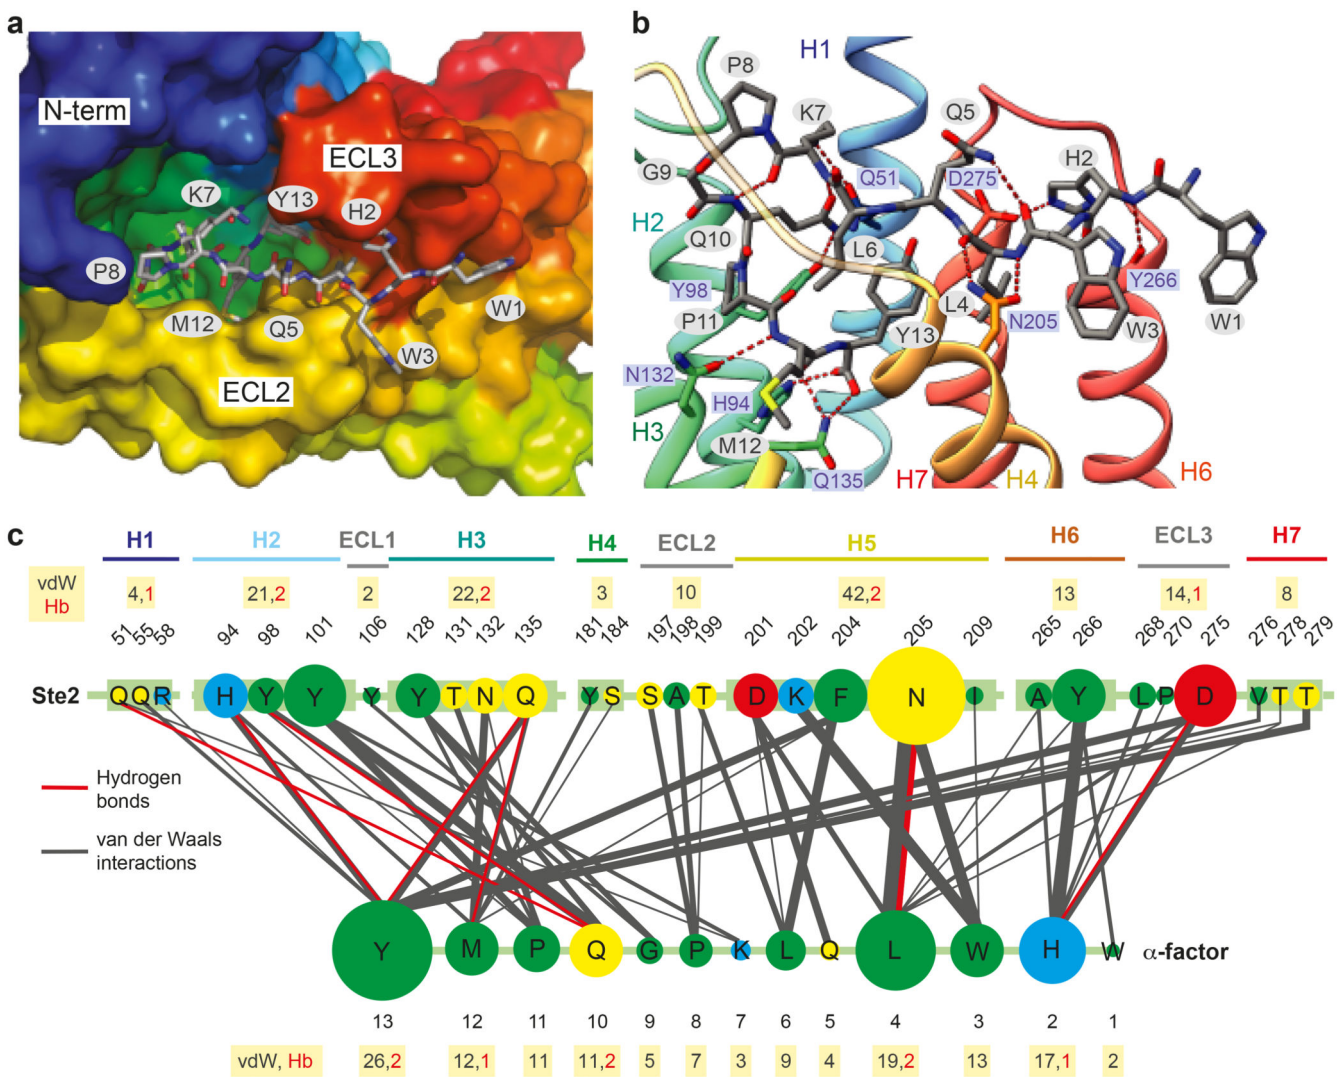 a
N-term
ECL3
K7
Y13
H2
P8
M12
Q5
W1
W3
ECL2
b
H1
P8
K7
Q5
H2
G9
Q51
D275
H2
Q10
L6
Y98
Y266
P11
L4
W1
Y13
N205
W3
N132
H94
H3
M12
Q135
H7
H4
H6
c
H1 H2 ECL1 H3 H4 ECL2 H5 H6 ECL3 H7
vdW
Hb
4,1 21,2 2 22,2 3 10 42,2 13 14,1 8
51 55 58 94 98 101 106 128 131 132 135 181 184 197 198 199 201 202 204 205 209 265 266 268 270 275 276 278 279
Ste2 Q Q R H Y Y Y Y T N Q Y S S A T D K F N I A Y L P D V T T
Hydrogen
bonds
van der Waals
interactions
Y M P Q G P K L Q L W H W α-factor
13 12 11 10 9 8 7 6 5 4 3 2 1
vdW, Hb 26,2 12,1 11 11,2 5 7 3 9 4 19,2 13 17,1 2